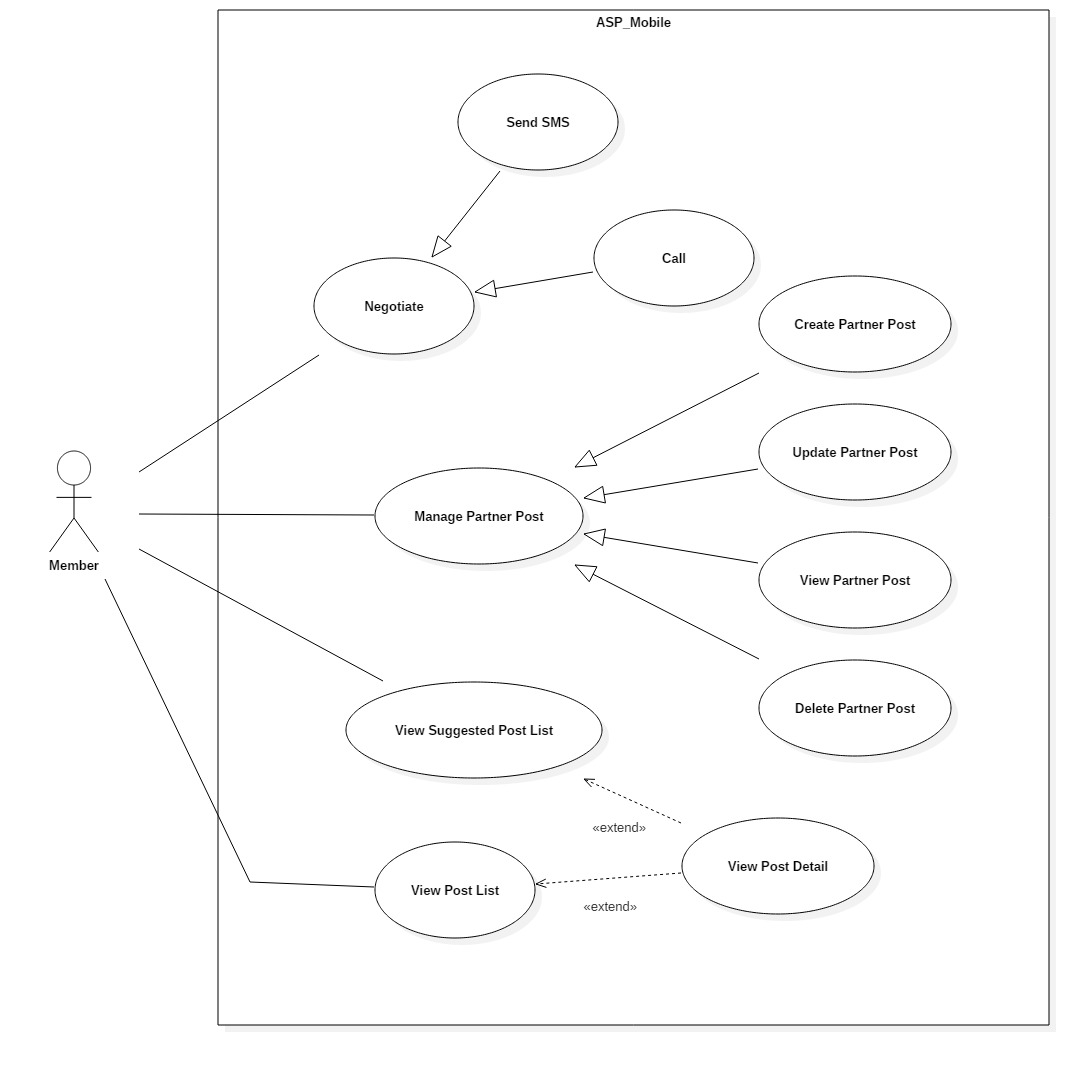 ASP_Mobile
Send SMS
Call
Negotiate
Create Partner Post
Update Partner Post
Manage Partner Post
Member
View Partner Post
Delete Partner Post
View Suggested Post List
«extend»
View Post Detail
View Post List
«extend»